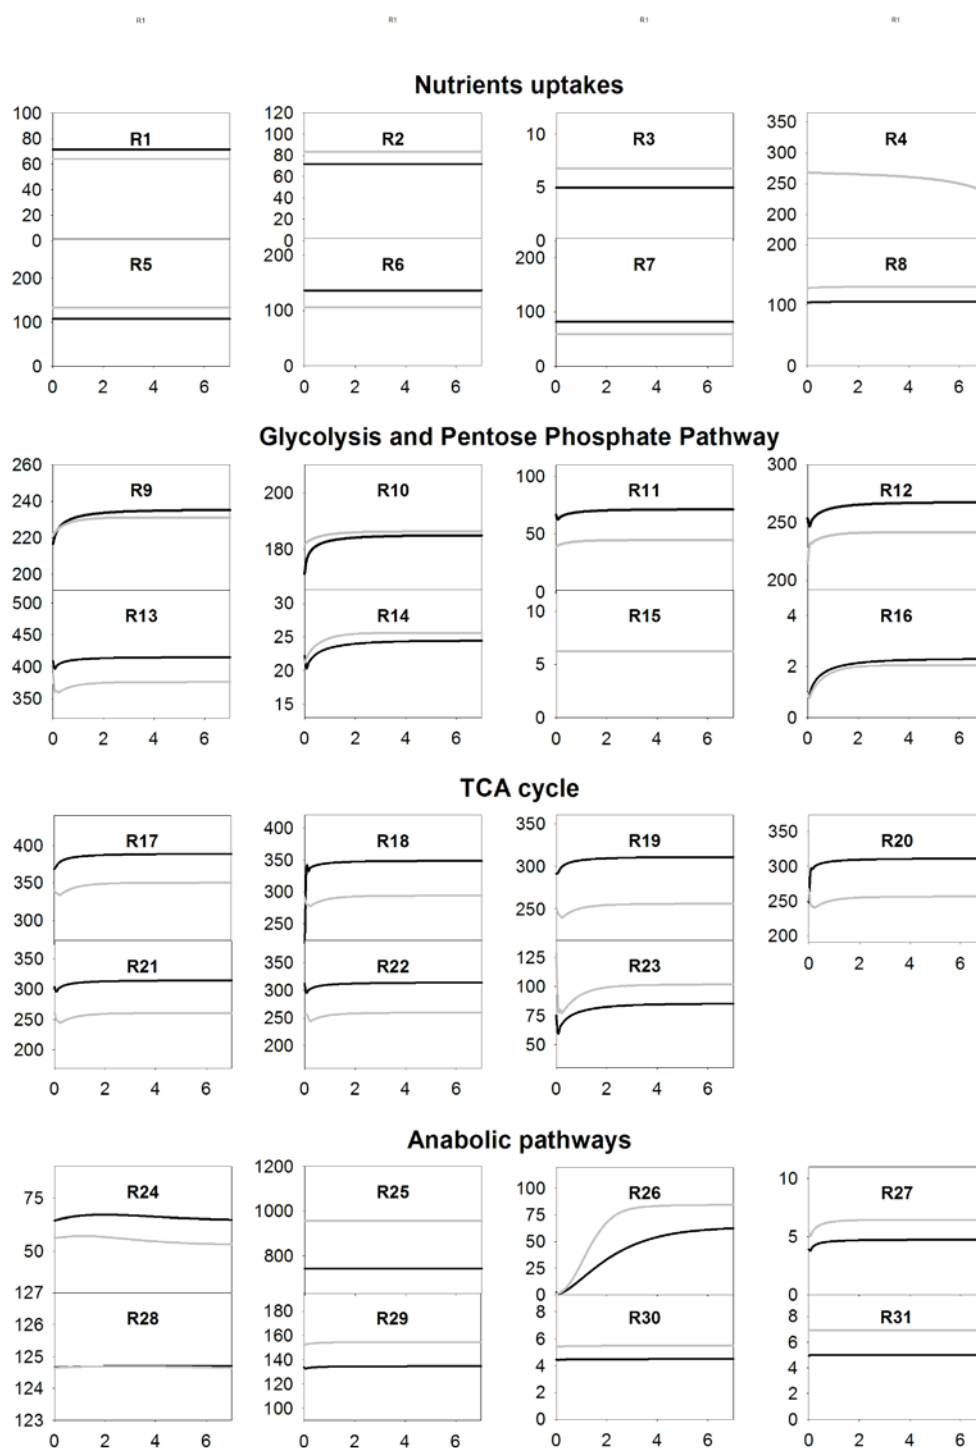 R1 R1 R1 R1
Nutrients uptakes
100 80 60 40 20 0 R1
120 100 80 60 40 20 0 R2
10 5 0 R3
350 300 250 200 R4
200 100 0 R5 0 2 4 6
200 100 0 R6 0 2 4 6
200 100 0 R7 0 2 4 6
200 100 0 R8 0 2 4 6
Glycolysis and Pentose Phosphate Pathway
260 240 220 200 R9
200 180 R10
100 50 0 R11
300 250 200 R12
500 450 400 350 R13 0 2 4 6
30 25 20 15 R14 0 2 4 6
10 5 0 R15 0 2 4 6
4 2 0 R16 0 2 4 6
TCA cycle
400 350 300 R17
400 350 300 250 R18
350 300 250 R19
350 300 250 200 R20 0 2 4 6
350 300 250 200 R21 0 2 4 6
350 300 250 200 R22 0 2 4 6
125 100 75 50 R23 0 2 4 6
Anabolic pathways
75 50 R24
1200 1000 800 R25
100 75 50 25 0 R26
10 5 0 R27
127 126 125 124 123 R28 0 2 4 6
180 160 140 120 100 R29 0 2 4 6
8 6 4 2 0 R30 0 2 4 6
8 6 4 2 0 R31 0 2 4 6